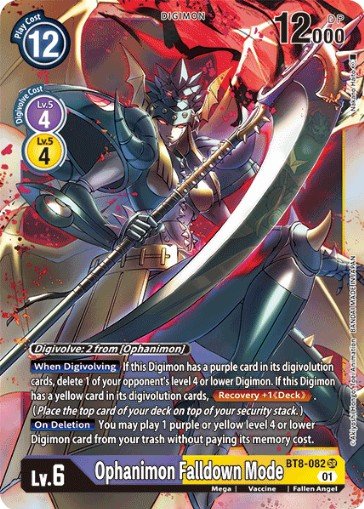 Play Cost
12
DIGIMON
12000
DP
Digivolve Cost
Lv.5
4
Lv.5
4
Digivolve: 2 from [Ophanimon]
When Digivolving If this Digimon has a purple card in its digivolution
cards, delete 1 of your opponent's level 4 or lower Digimon. If this Digimon
has a yellow card in its digivolution cards, Recovery +1《Deck》.
(Place the top card of your deck on top of your security stack.)
On Deletion You may play 1 purple or yellow level 4 or lower
Digimon card from your trash without paying its memory cost.
Lv.6
Ophanimon Falldown Mode
BT8-082 SR
01
Mega | Vaccine | Fallen Angel